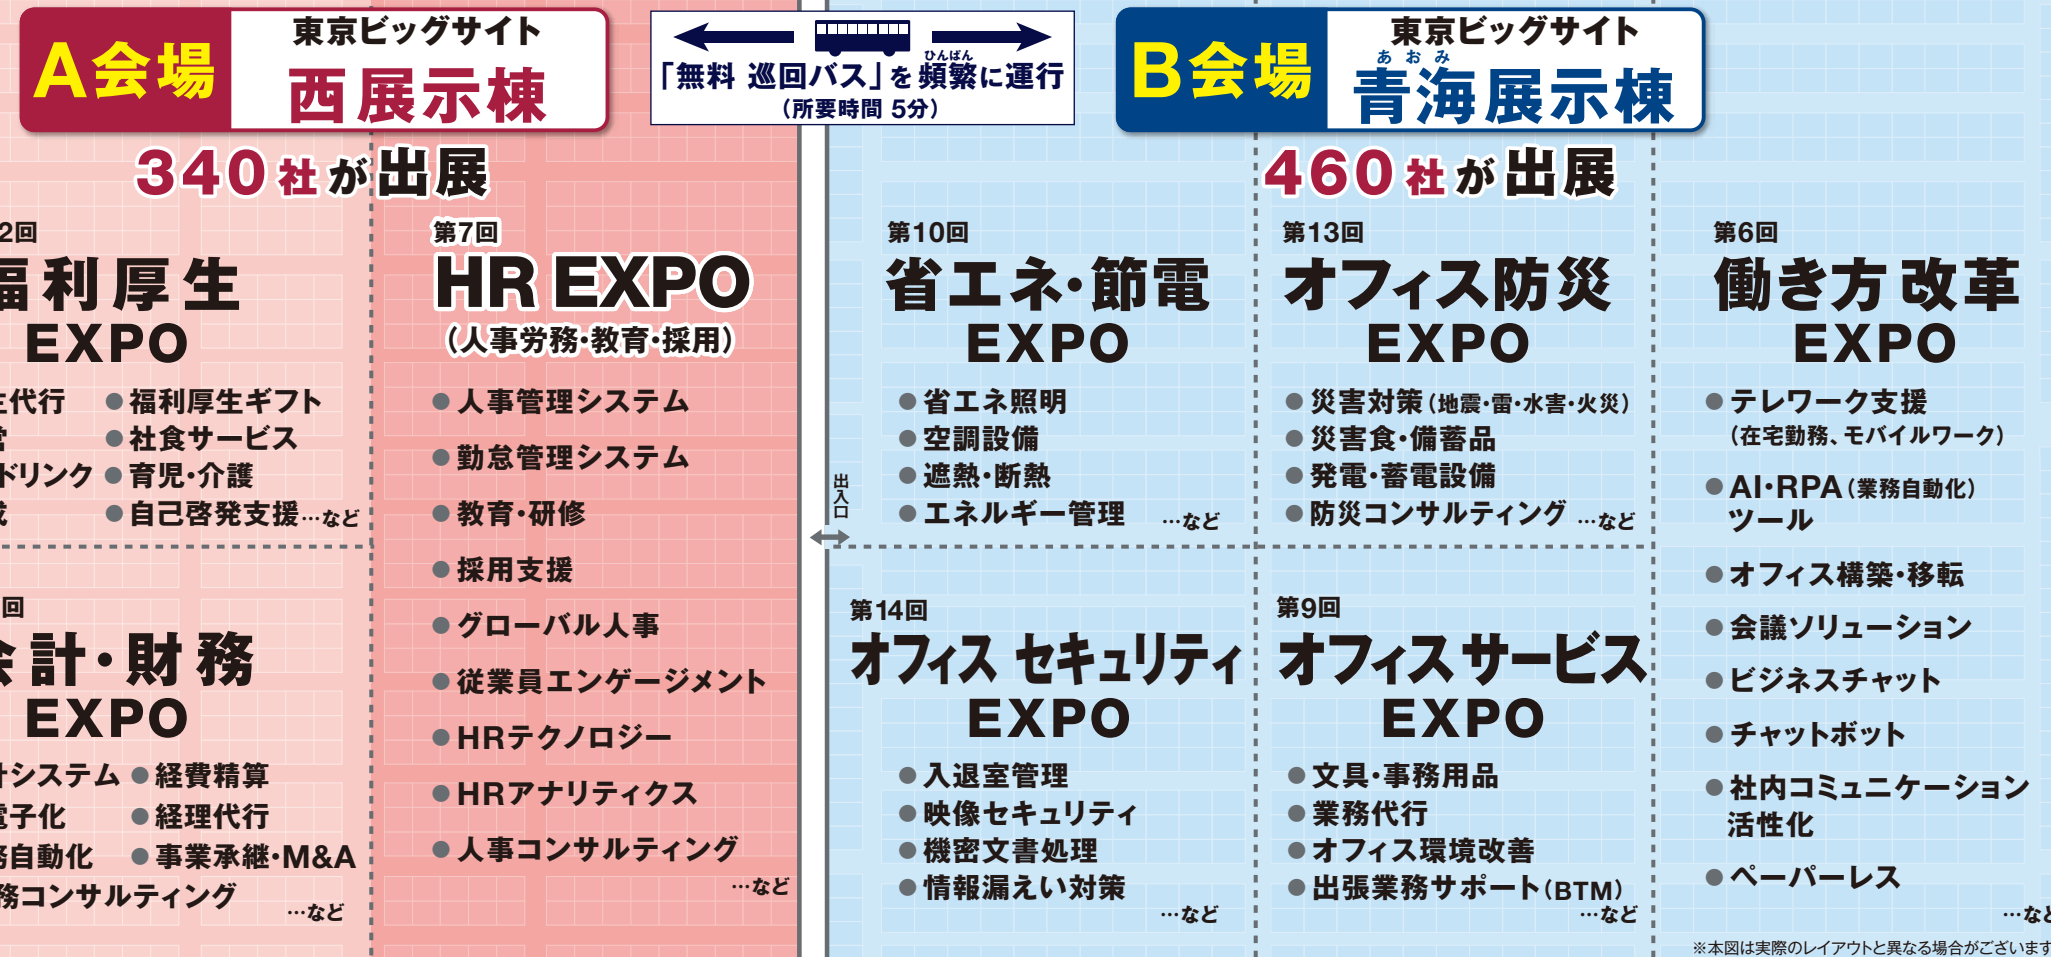 A会場
東京ビッグサイト
西展示棟
340社が出展
ひんぱん
「無料 巡回バス」を頻繁に運行
(所要時間 5分)
B会場
東京ビッグサイト
あおみ
青海展示棟
460社が出展
2回
福利厚生
EXPO
代行
●福利厚生ギフト
●社食サービス
ドリンク
●育児・介護
●自己啓発支援…など
回
会計・財務
EXPO
システム
●経費精算
電子化
●経理代行
務自動化
●事業承継・M&A
務コンサルティング
…など
第7回
HR EXPO
(人事労務・教育・採用)
●人事管理システム
●勤怠管理システム
●教育・研修
●採用支援
●グローバル人事
●従業員エンゲージメント
●HRテクノロジー
●HRアナリティクス
●人事コンサルティング
…など
出入口
第10回
省エネ・節電
EXPO
●省エネ照明
●空調設備
●遮熱・断熱
●エネルギー管理 …など
第13回
オフィス防災
EXPO
●災害対策(地震・雷・水害・火災)
●災害食・備蓄品
●発電・蓄電設備
●防災コンサルティング …など
第14回
オフィス セキュリティ
EXPO
●入退室管理
●映像セキュリティ
●機密文書処理
●情報漏えい対策
…など
第9回
オフィスサービス
EXPO
●文具・事務用品
●業務代行
●オフィス環境改善
●出張業務サポート(BTM)
…など
第6回
働き方改革
EXPO
●テレワーク支援
(在宅勤務、モバイルワーク)
●AI・RPA(業務自動化)
ツール
●オフィス構築・移転
●会議ソリューション
●ビジネスチャット
●チャットボット
●社内コミュニケーション
活性化
●ペーパーレス
…など
※本図は実際のレイアウトと異なる場合がございます